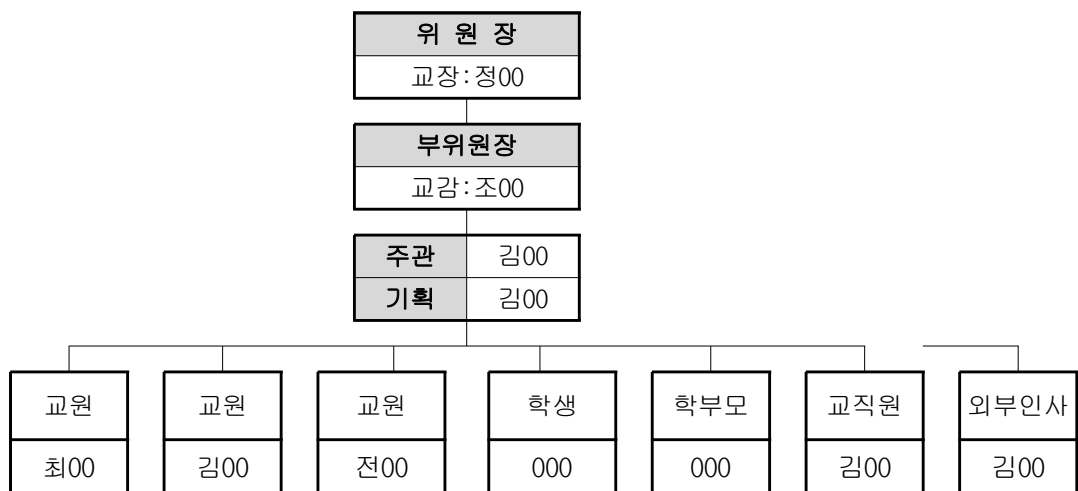 위 원 장
교장:정00
부위원장
교감:조00
주관 김00
기획 김00
교원 교원 교원 학생 학부모 교직원 외부인사
최00 김00 전00 000 000 김00 김00